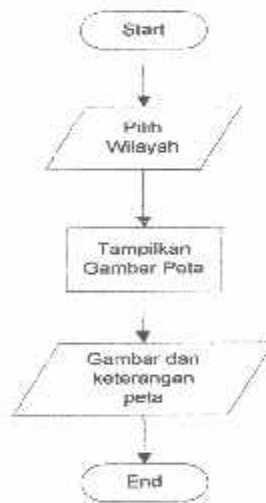 Start
Pilih
Wilayah
Tampilkan
Gambar Peta
Gambar dan
keterangan
peta
End